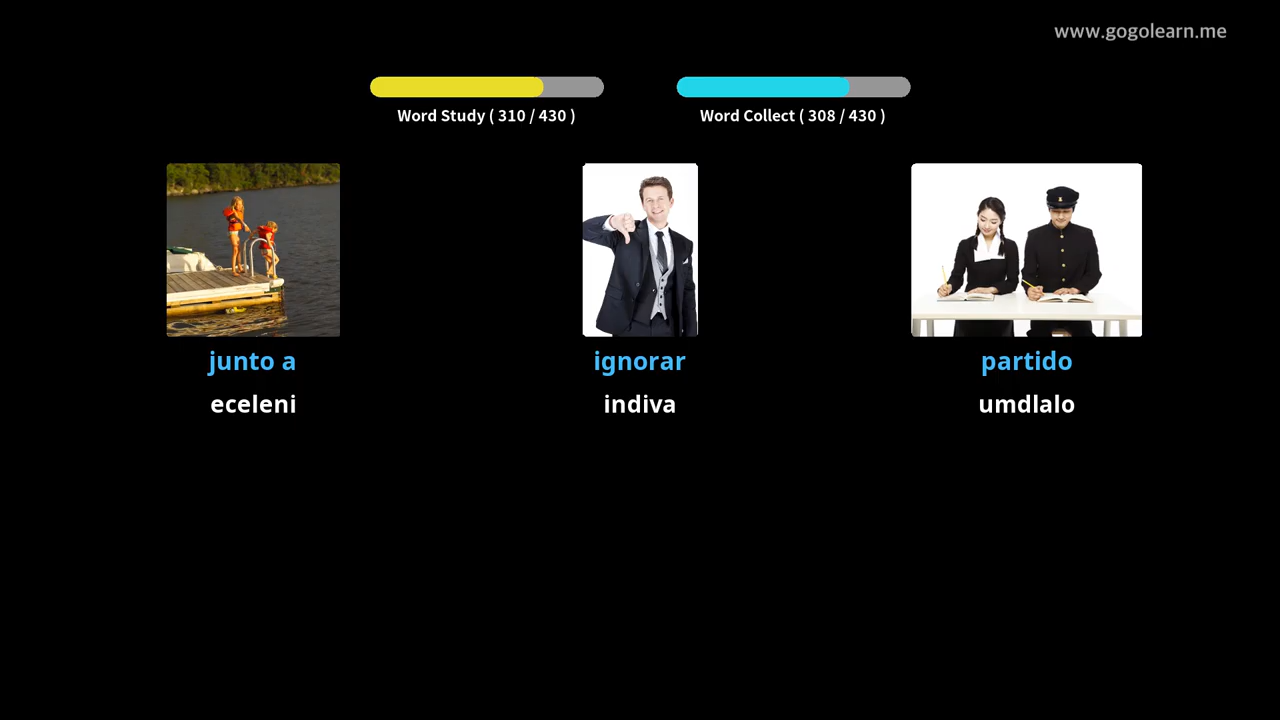 www.gogolearn.me
Word Study ( 310 / 430 )
Word Collect ( 308 / 430 )
junto a
ignorar
partido
eceleni
indiva
umdlalo